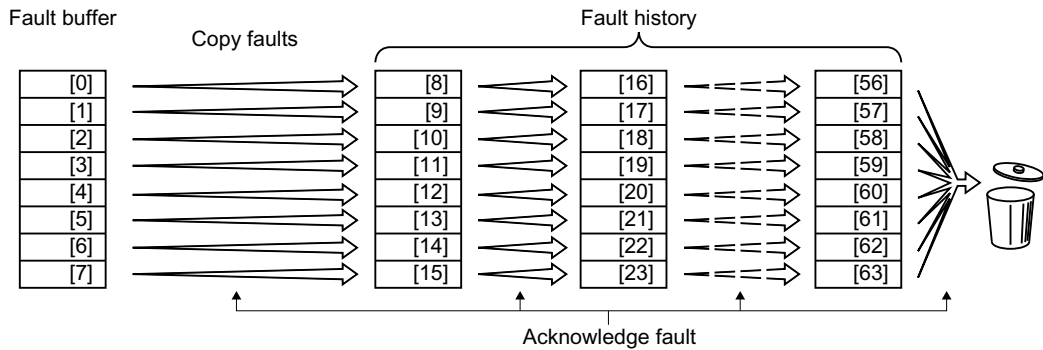 Fault buffer
Copy faults
Fault history
[0] [8] [16] [56]
[1] [9] [17] [57]
[2] [10] [18] [58]
[3] [11] [19] [59]
[4] [12] [20] [60]
[5] [13] [21] [61]
[6] [14] [22] [62]
[7] [15] [23] [63]
Acknowledge fault